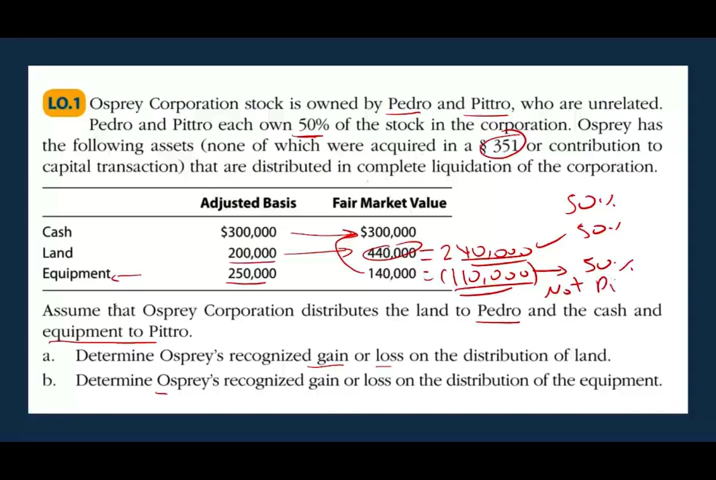 LO.1 Osprey Corporation stock is owned by Pedro and Pittro, who are unrelated.
Pedro and Pittro each own 50% of the stock in the corporation. Osprey has
the following assets (none of which were acquired in a § 351 or contribution to
capital transaction) that are distributed in complete liquidation of the corporation.
Adjusted Basis Fair Market Value
50%
Cash $300,000 $300,000
50%
Land 200,000 440,000 = 240,000
Equipment 250,000 140,000 = (110,000) 50%
Not Di
Assume that Osprey Corporation distributes the land to Pedro and the cash and
equipment to Pittro.
a. Determine Osprey's recognized gain or loss on the distribution of land.
b. Determine Osprey's recognized gain or loss on the distribution of the equipment.